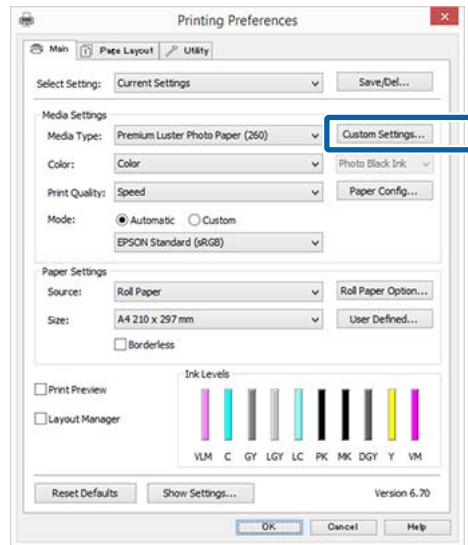 Printing Preferences
Main Page Layout Utility
Select Setting: Current Settings Save/Del...
Media Settings
Media Type: Premium Luster Photo Paper (260) Custom Settings...
Color: Color Photo Black Ink
Print Quality: Speed Paper Config...
Mode: Automatic Custom
EPSON Standard (sRGB)
Paper Settings
Source: Roll Paper Roll Paper Option...
Size: A4 210 x 297 mm User Defined...
Borderless
Ink Levels
Print Preview
Layout Manager
VLM C GY LGY LC PK MK DGY Y VM
Reset Defaults Show Settings... Version 6.70
OK Cancel Help